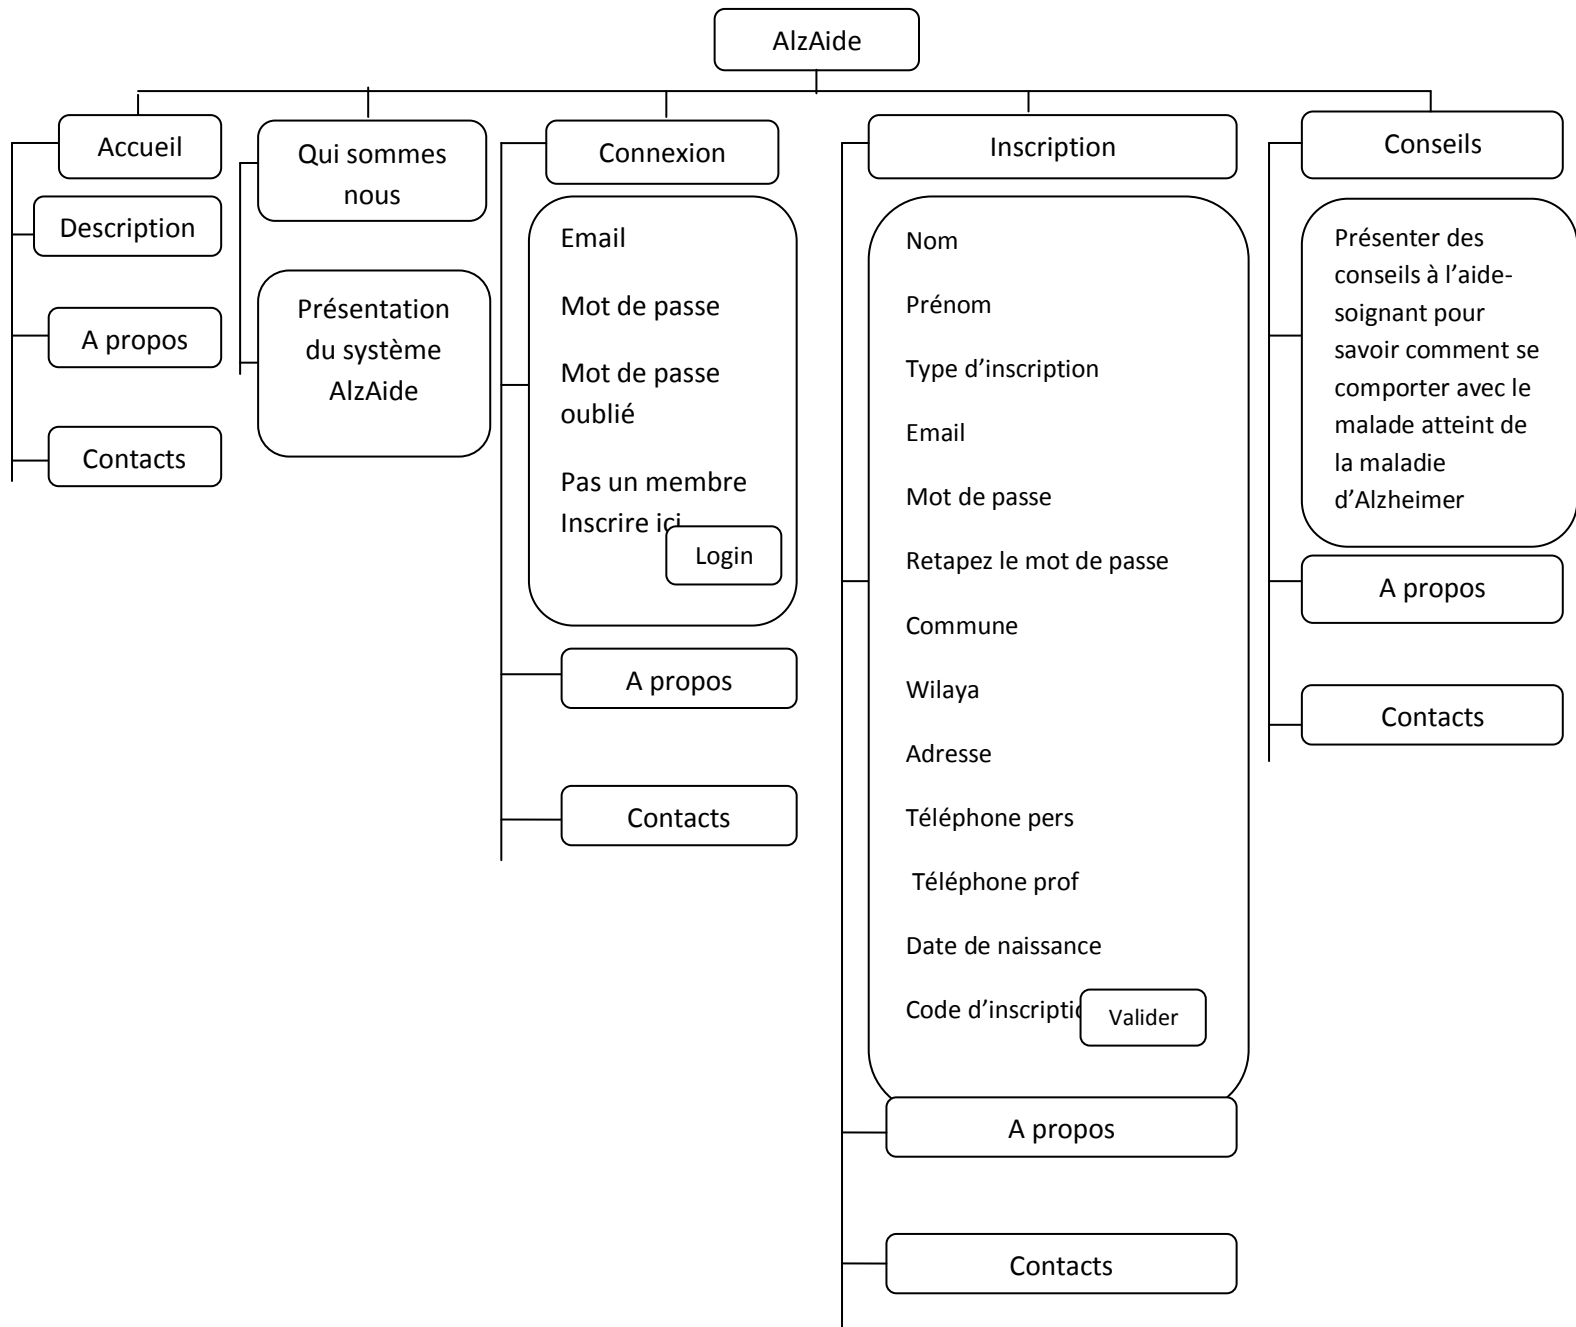 AlzAide
Accueil
Description
A propos
Contacts
Qui sommes
nous
Présentation
du système
AlzAide
Connexion
Email
Mot de passe
Mot de passe
oublié
Pas un membre
Inscrire ici
Login
A propos
Contacts
Inscription
Nom
Prénom
Type d’inscription
Email
Mot de passe
Retapez le mot de passe
Commune
Wilaya
Adresse
Téléphone pers
Téléphone prof
Date de naissance
Code d’inscription
Valider
A propos
Contacts
Conseils
Présenter des
conseils à l’aide-
soignant pour
savoir comment se
comporter avec le
malade atteint de
la maladie
d’Alzheimer
A propos
Contacts